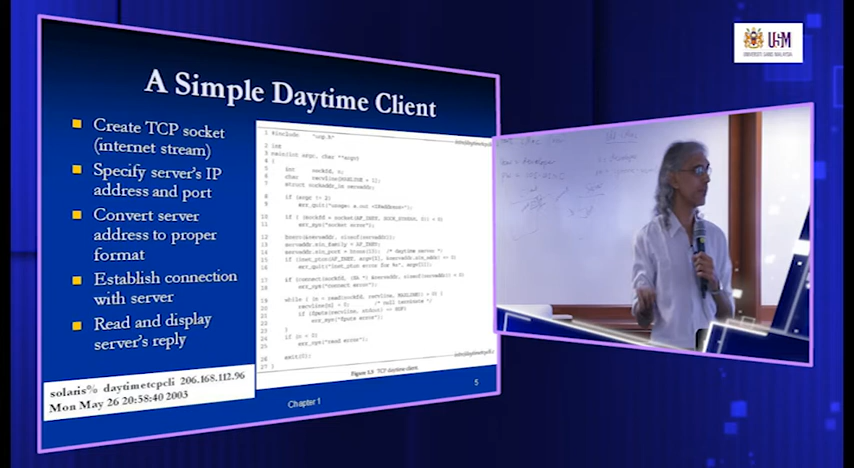 A Simple Daytime Client
Create TCP socket
(internet stream)
Specify server's IP
address and port
Convert server
address to proper
format
Establish connection
with server
Read and display
server's reply
solaris% daytimetcpcli 206.168.112.96
Mon May 26 20:58:40 2003
1 #include "unp.h"
2 int
3 main(int argc, char **argv)
4 {
5 int sockfd, n;
6 char recvline[MAXLINE + 1];
7 struct sockaddr_in servaddr;
8 if (argc != 2)
9 err_quit("usage: a.out <IPaddress>");
10 if ( (sockfd = socket(AF_INET, SOCK_STREAM, 0)) < 0)
11 err_sys("socket error");
12 bzero(&servaddr, sizeof(servaddr));
13 servaddr.sin_family = AF_INET;
14 servaddr.sin_port = htons(13); /* daytime server */
15 if (inet_pton(AF_INET, argv[1], &servaddr.sin_addr) <= 0)
16 err_quit("inet_pton error for %s", argv[1]);
17 if (connect(sockfd, (SA *) &servaddr, sizeof(servaddr)) < 0)
18 err_sys("connect error");
19 while ( (n = read(sockfd, recvline, MAXLINE)) > 0) {
20 recvline[n] = 0; /* null terminate */
21 if (fputs(recvline, stdout) == EOF)
22 err_sys("fputs error");
23 }
24 if (n < 0)
25 err_sys("read error");
26 exit(0);
27 }
Figure 1.5 TCP daytime client.
Chapter 1
5
USM
UNIVERSITI SAINS MALAYSIA